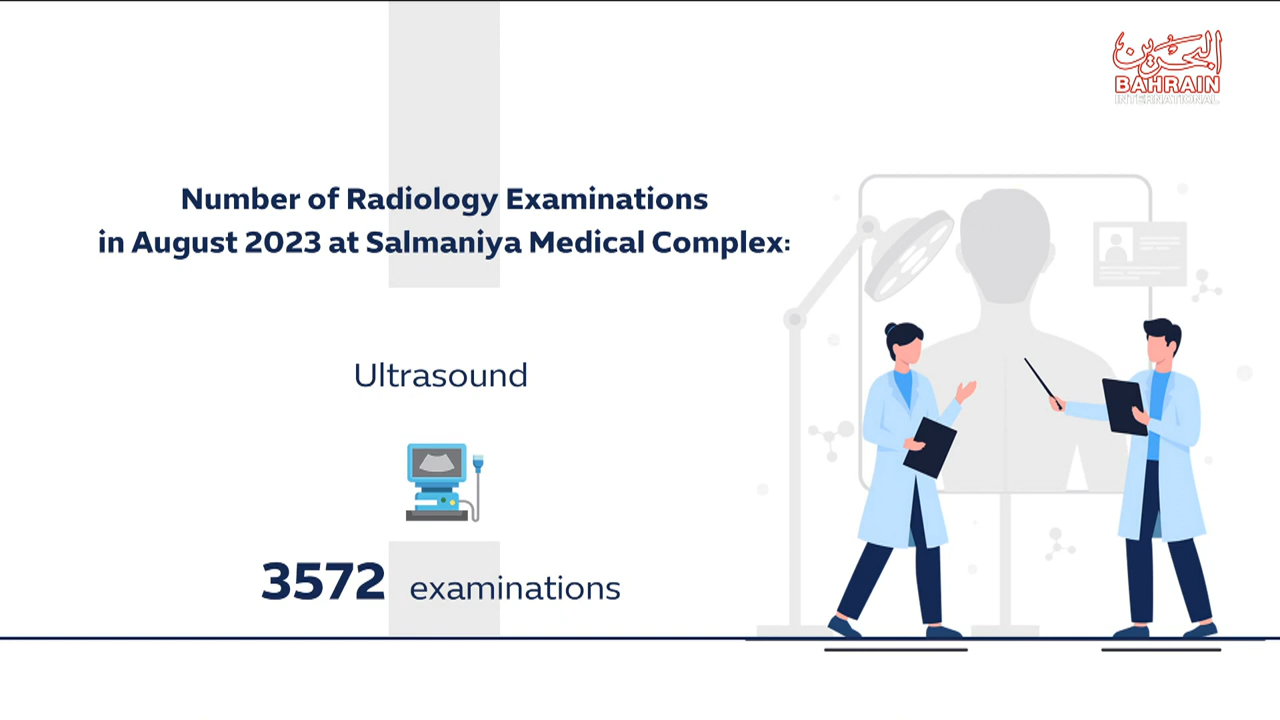 البحرين
BAHRAIN
INTERNATIONAL
Number of Radiology Examinations
in August 2023 at Salmaniya Medical Complex:
Ultrasound
3572 examinations